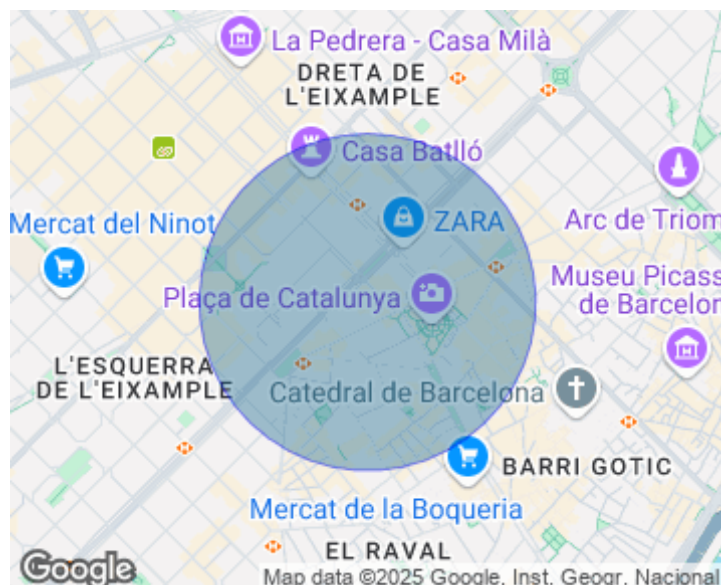 La Pedrera - Casa Milà
DRETA DE
L'EIXAMPLE
Casa Batlló
Mercat del Ninot
ZARA
Arc de Triom
Plaça de Catalunya
Museu Picass
de Barcelon
L'ESQUERRA
DE L'EIXAMPLE
Catedral de Barcelona
BARRI GOTIC
Mercat de la Boqueria
EL RAVAL
Google
Map data ©2025 Google, Inst. Geogr. Nacional